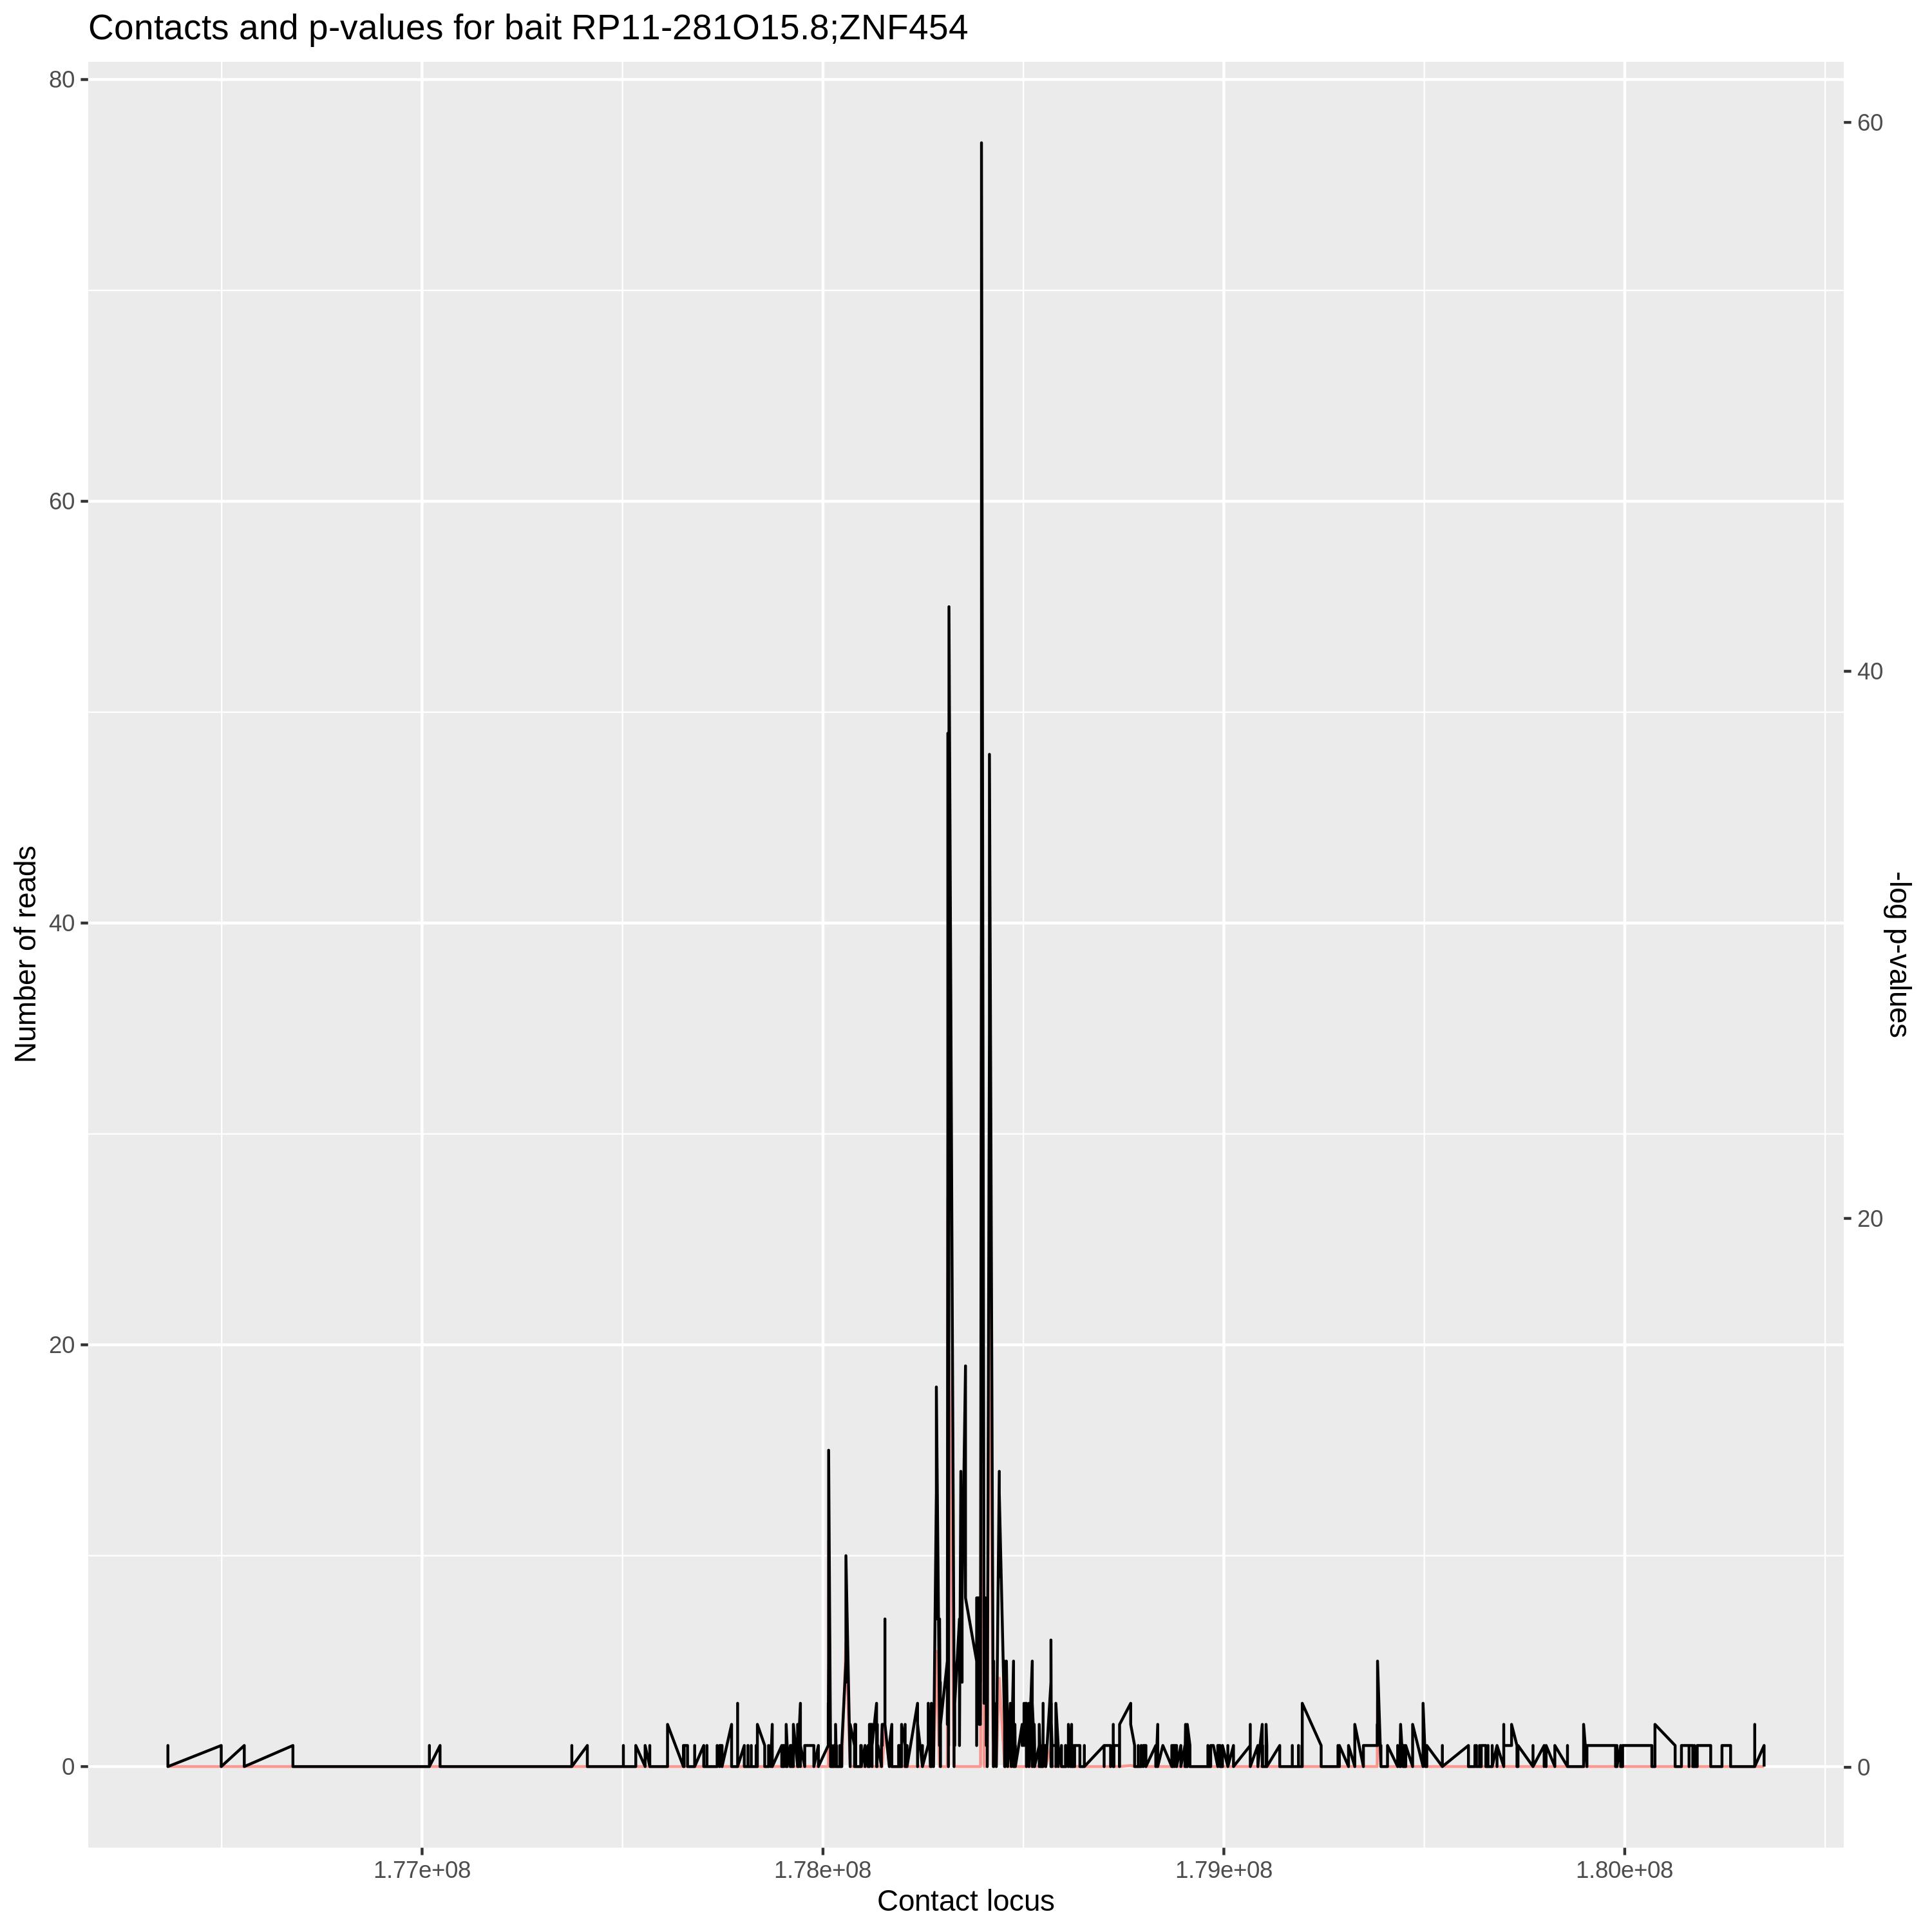 Contacts and p-values for bait RP11-281O15.8;ZNF454
80
60
40
20
0
Number of reads
60
40
20
0
-log p-values
1.77e+08 1.78e+08 1.79e+08 1.80e+08
Contact locus